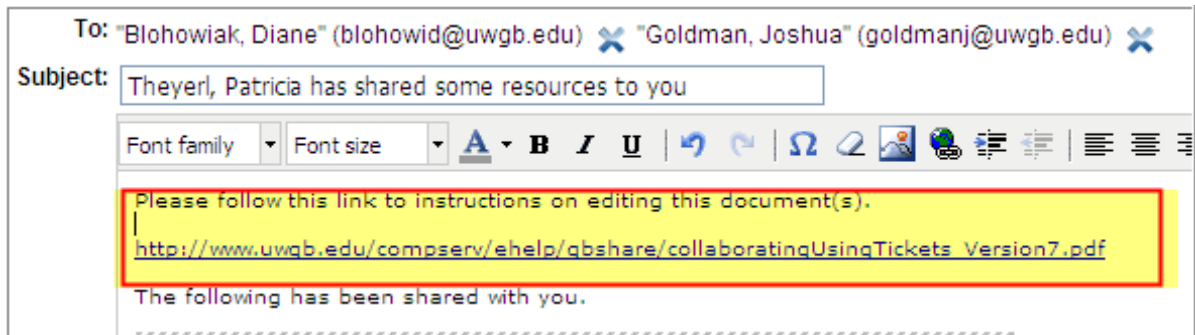 To: "Blohowiak, Diane" (blohowid@uwgb.edu) "Goldman, Joshua" (goldmanj@uwgb.edu)
Subject: Theyerl, Patricia has shared some resources to you
Font family Font size A B I U Ω
Please follow this link to instructions on editing this document(s).
http://www.uwgb.edu/compserv/ehelp/gbshare/collaboratingUsingTickets_Version7.pdf
The following has been shared with you.